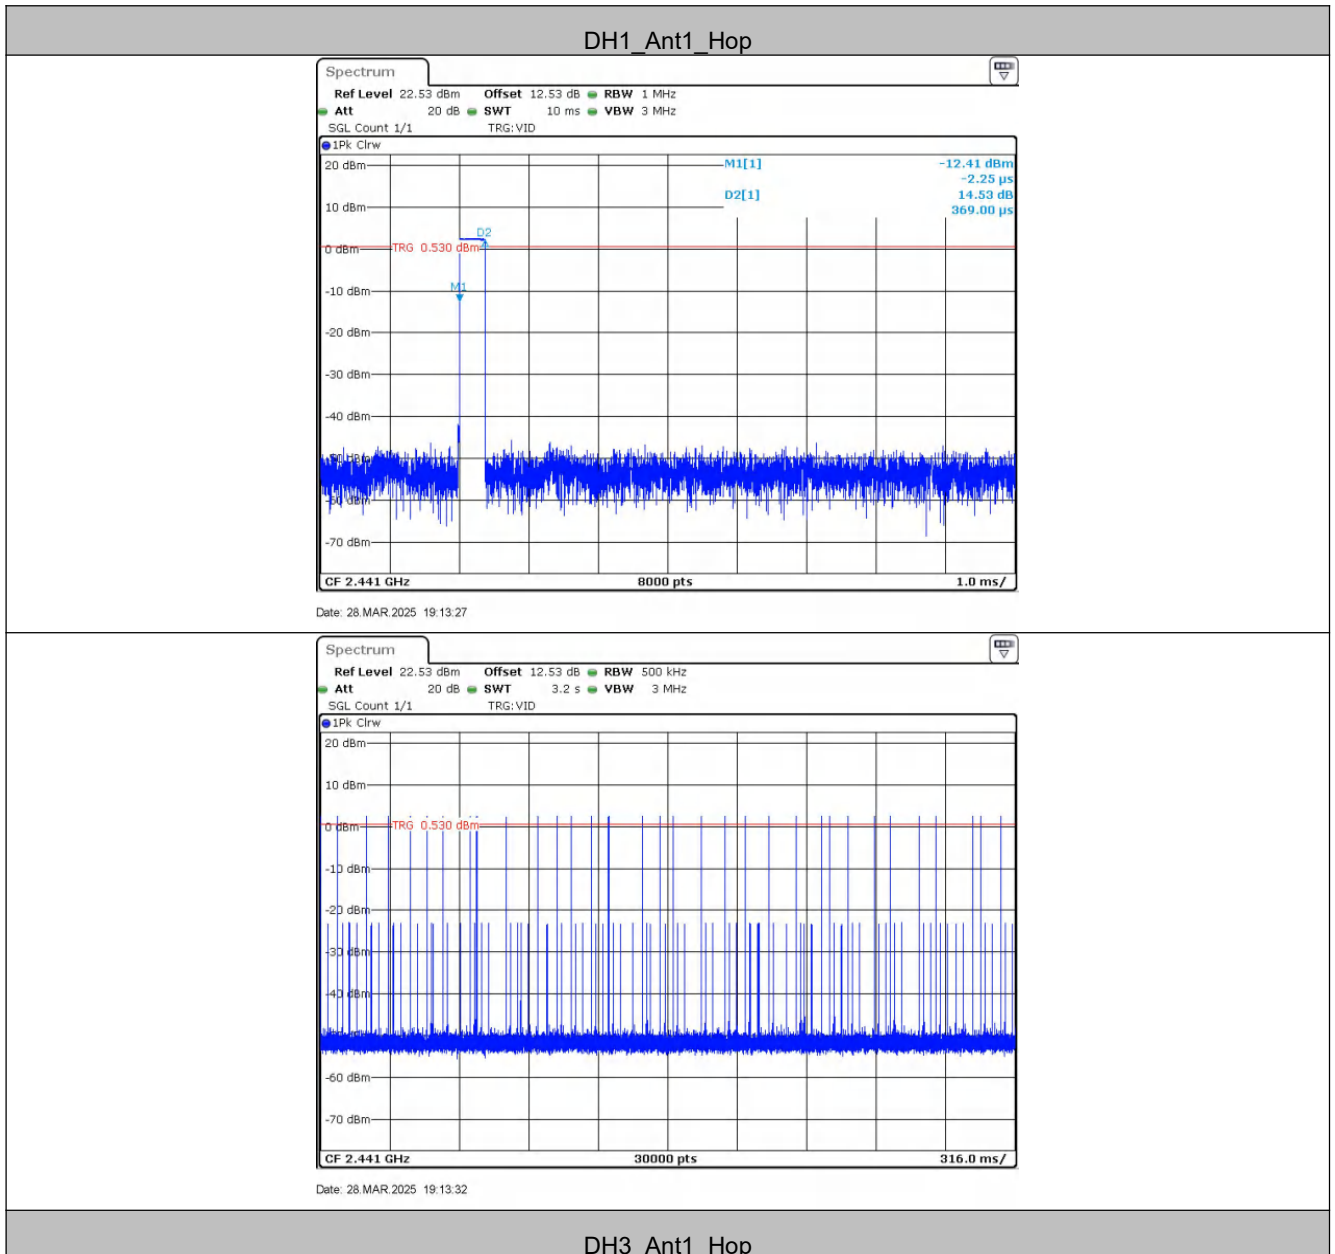 DH1_Ant1_Hop
Spectrum
Ref Level 22.53 dBm Offset 12.53 dB RBW 1 MHz
Att 20 dB SWT 10 ms VBW 3 MHz
SGL Count 1/1 TRG:VID
1Pk Clrw
20 dBm
M1[1] -12.41 dBm
-2.25 µs
D2[1] 14.53 dB
369.00 µs
10 dBm
D2
0 dBm
TRG 0.530 dBm
M1
-10 dBm
-20 dBm
-30 dBm
-40 dBm
-50 dBm
-60 dBm
-70 dBm
CF 2.441 GHz 8000 pts 1.0 ms/
Date: 28.MAR.2025 19:13:27
Spectrum
Ref Level 22.53 dBm Offset 12.53 dB RBW 500 kHz
Att 20 dB SWT 3.2 s VBW 3 MHz
SGL Count 1/1 TRG:VID
1Pk Clrw
20 dBm
10 dBm
0 dBm
TRG 0.530 dBm
-10 dBm
-20 dBm
-30 dBm
-40 dBm
-60 dBm
-70 dBm
CF 2.441 GHz 30000 pts 316.0 ms/
Date: 28.MAR.2025 19:13:32
DH3_Ant1_Hop